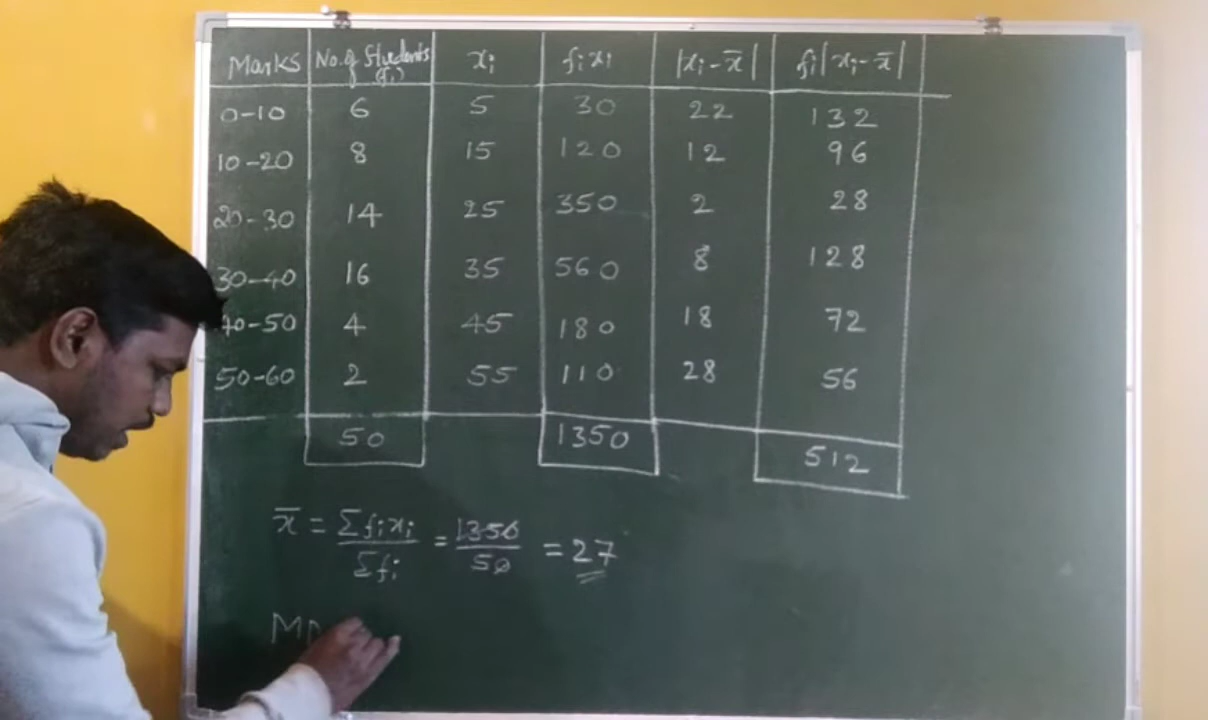 Marks No. of Students (fi) xi fixi |xi - x̄| fi|xi - x̄|
0-10 6 5 30 22 132
10-20 8 15 120 12 96
20-30 14 25 350 2 28
30-40 16 35 560 8 128
40-50 4 45 180 18 72
50-60 2 55 110 28 56
50 1350 512
x̄ = Σfixi / Σfi = 1350 / 50 = 27
M